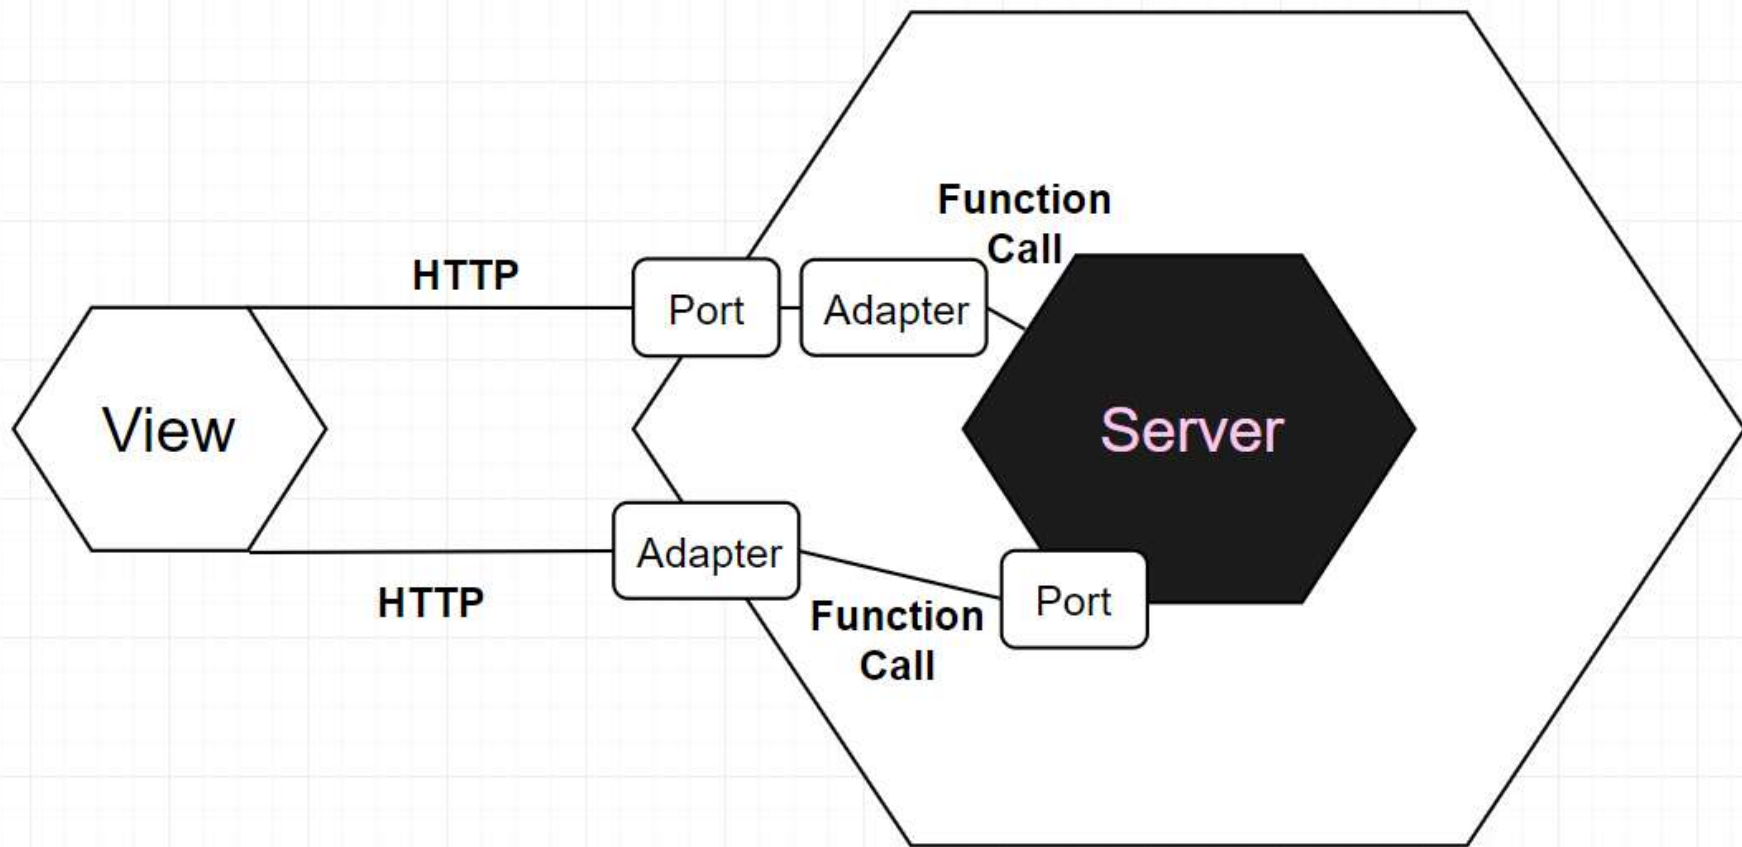 Function
Call
HTTP
Port
Adapter
View
Server
Adapter
Port
HTTP
Function
Call